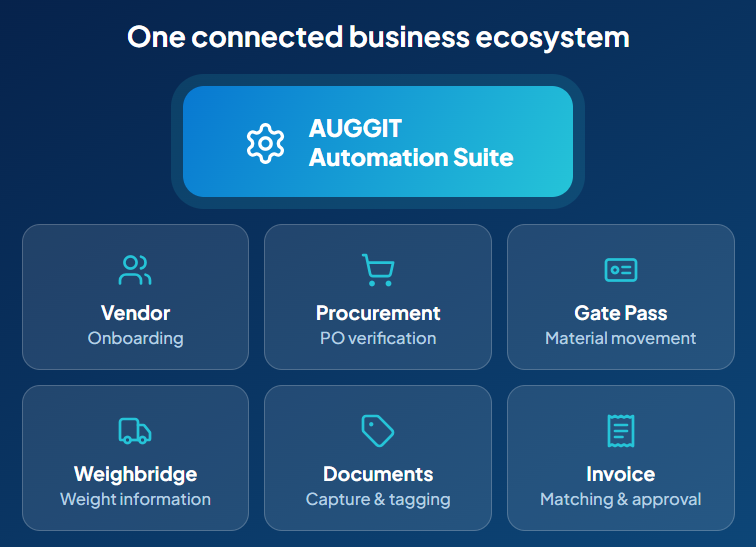 One connected business ecosystem
AUGGIT
Automation Suite
Vendor
Onboarding
Procurement
PO verification
Gate Pass
Material movement
Weighbridge
Weight information
Documents
Capture & tagging
Invoice
Matching & approval